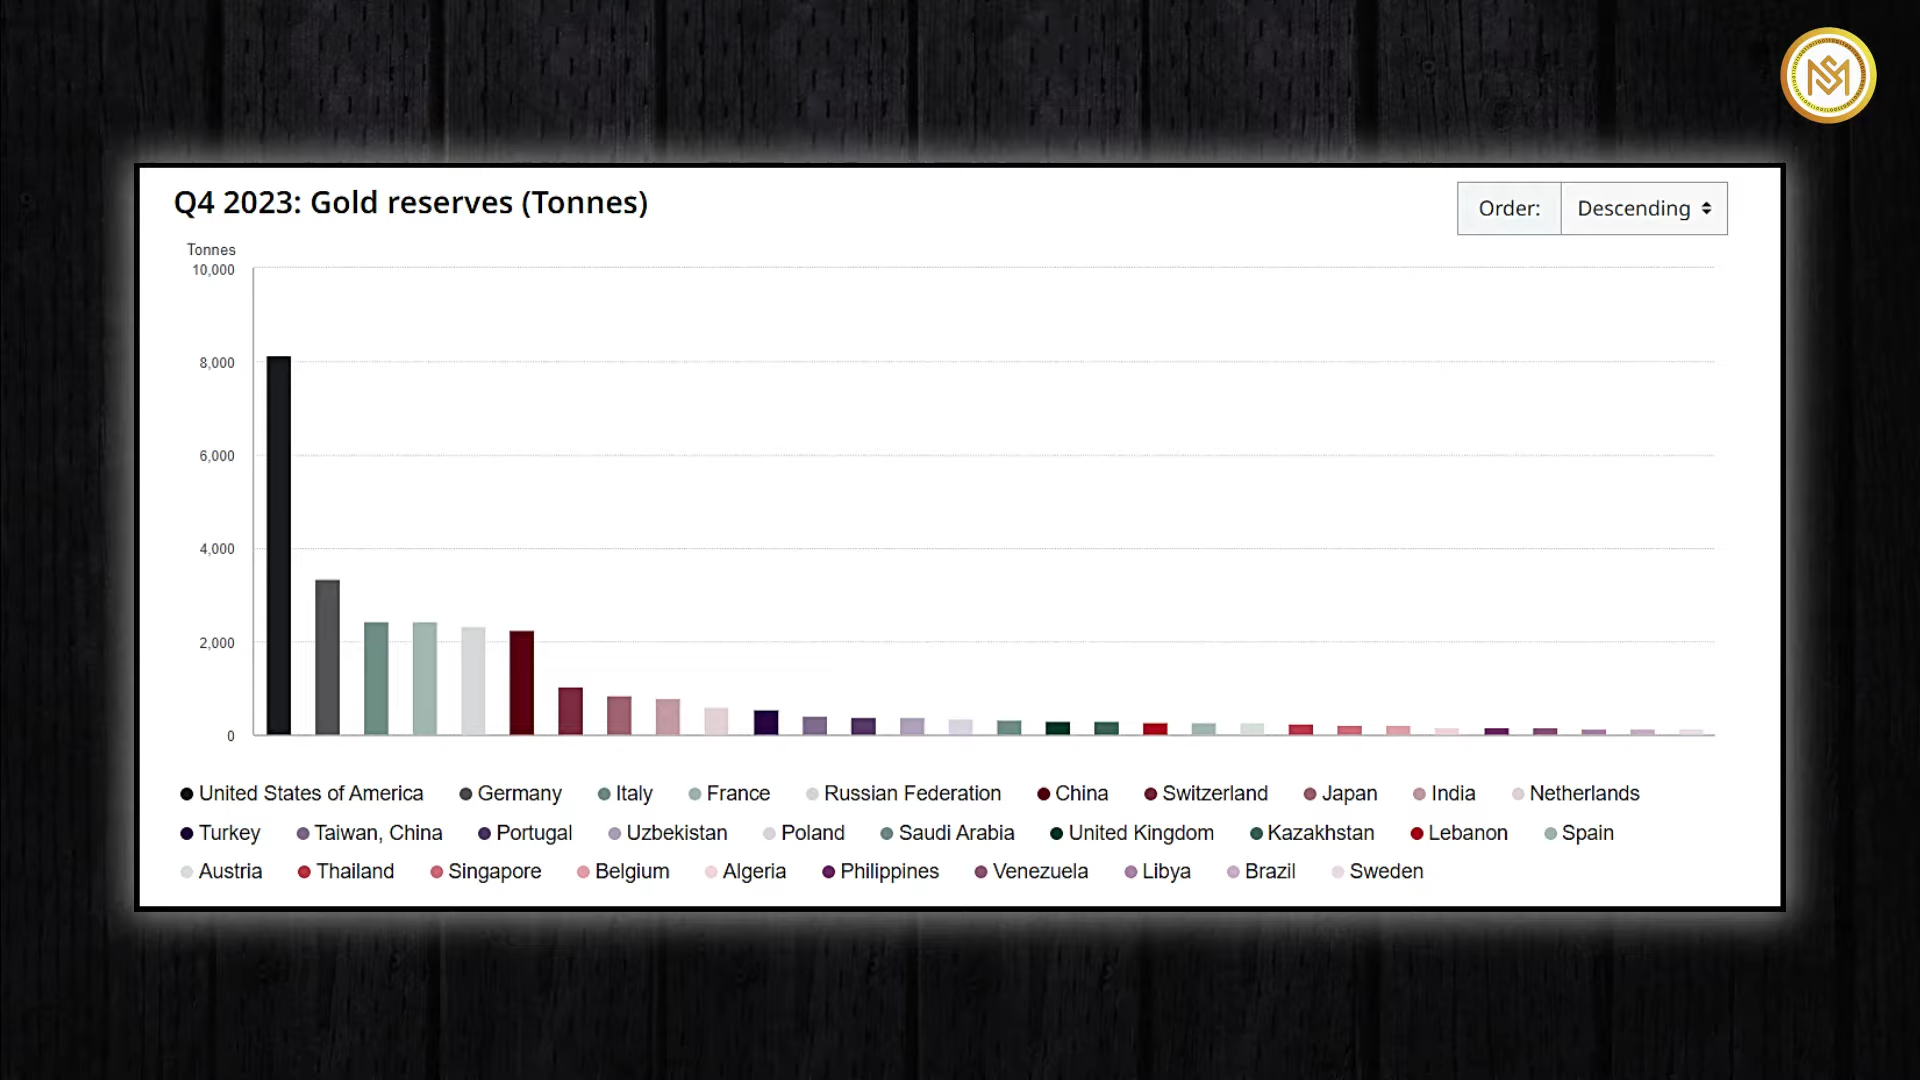 Q4 2023: Gold reserves (Tonnes)
Order: Descending
Tonnes
10,000
8,000
6,000
4,000
2,000
0
United States of America Germany Italy France Russian Federation China Switzerland Japan India Netherlands
Turkey Taiwan, China Portugal Uzbekistan Poland Saudi Arabia United Kingdom Kazakhstan Lebanon Spain
Austria Thailand Singapore Belgium Algeria Philippines Venezuela Libya Brazil Sweden